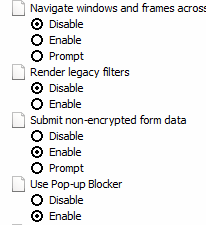 Navigate windows and frames across
Disable
Enable
Prompt
Render legacy filters
Disable
Enable
Submit non-encrypted form data
Disable
Enable
Prompt
Use Pop-up Blocker
Disable
Enable